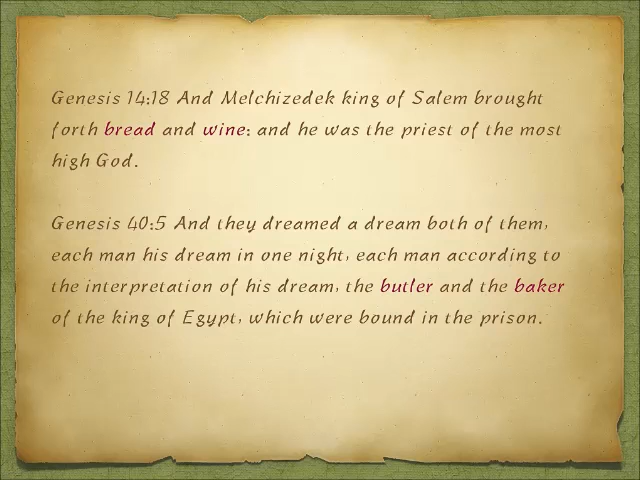 Genesis 14:18 And Melchizedek king of Salem brought
forth bread and wine: and he was the priest of the most
high God.
Genesis 40:5 And they dreamed a dream both of them,
each man his dream in one night, each man according to
the interpretation of his dream, the butler and the baker
of the king of Egypt, which were bound in the prison.